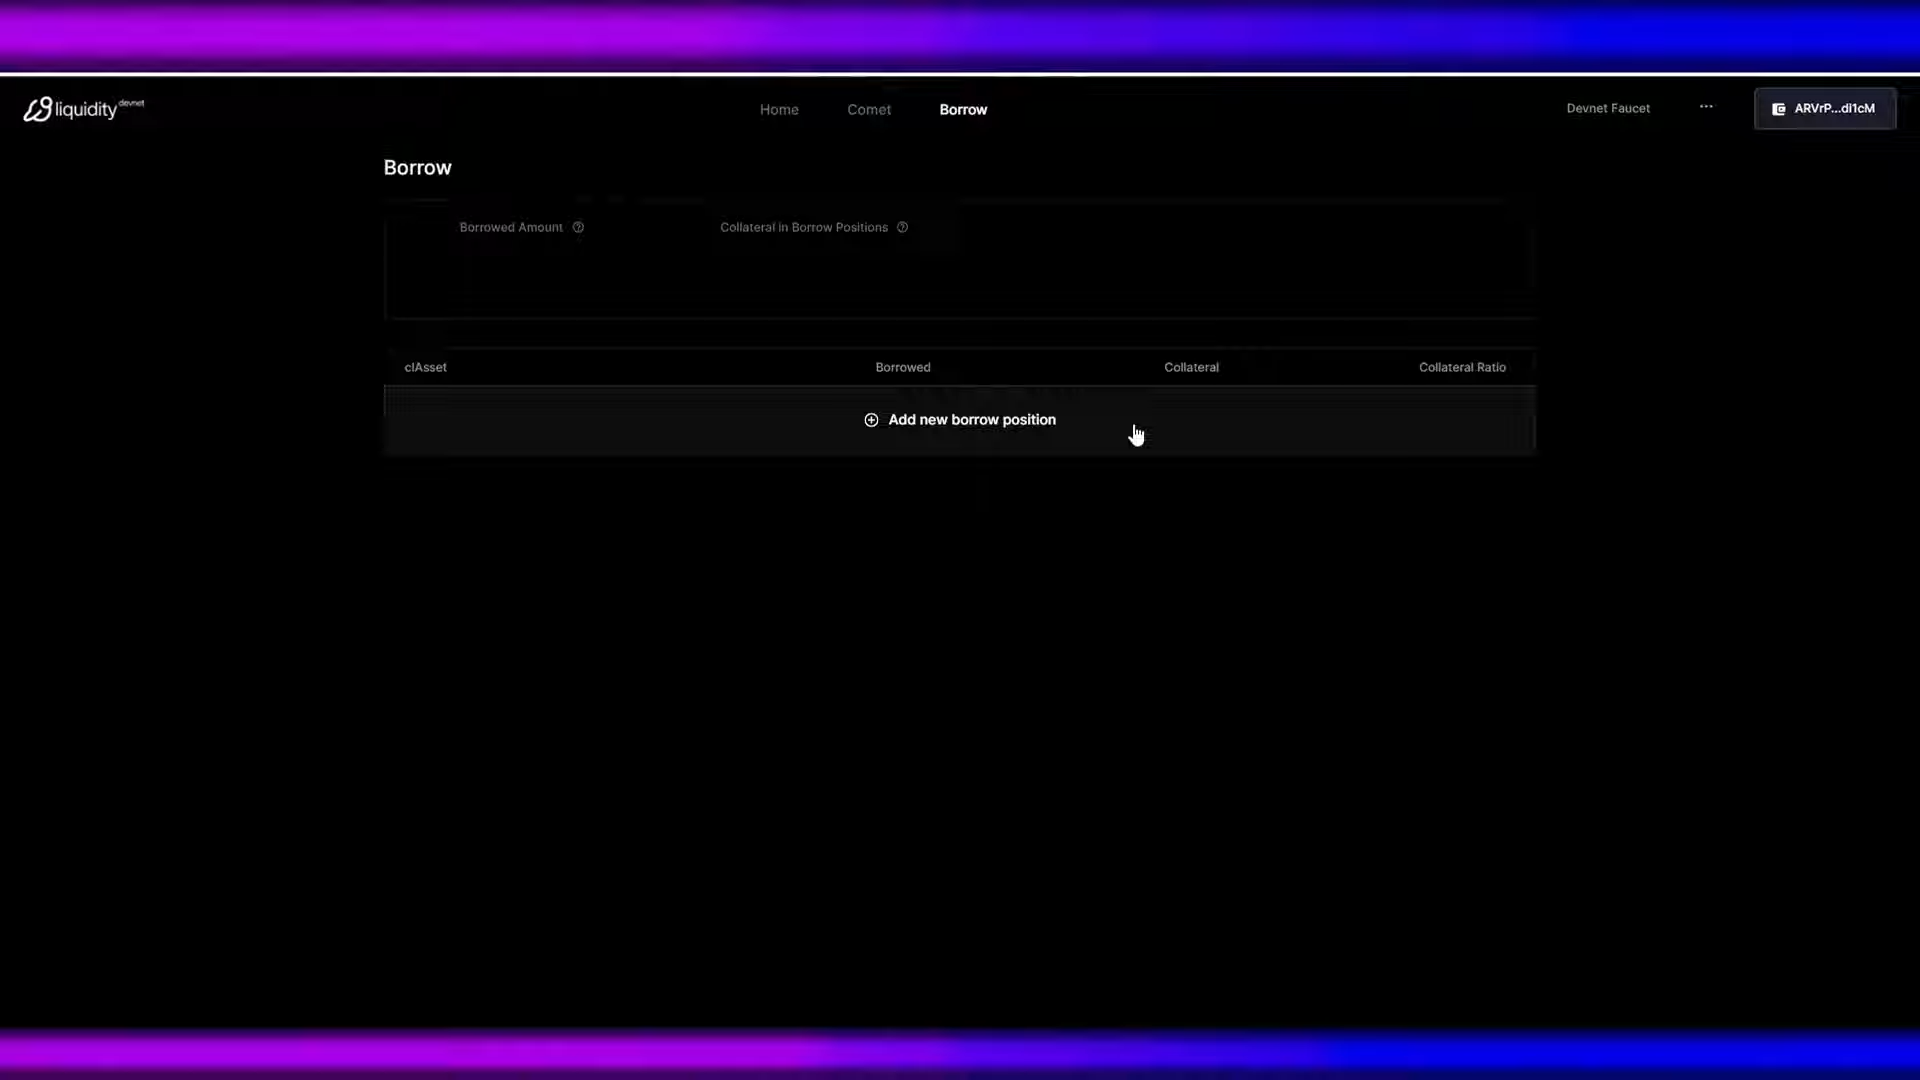 liquidity devnet
Home Comet Borrow
Devnet Faucet ··· ARVrP...di1cM
Borrow
Borrowed Amount Collateral in Borrow Positions
clAsset Borrowed Collateral Collateral Ratio
Add new borrow position